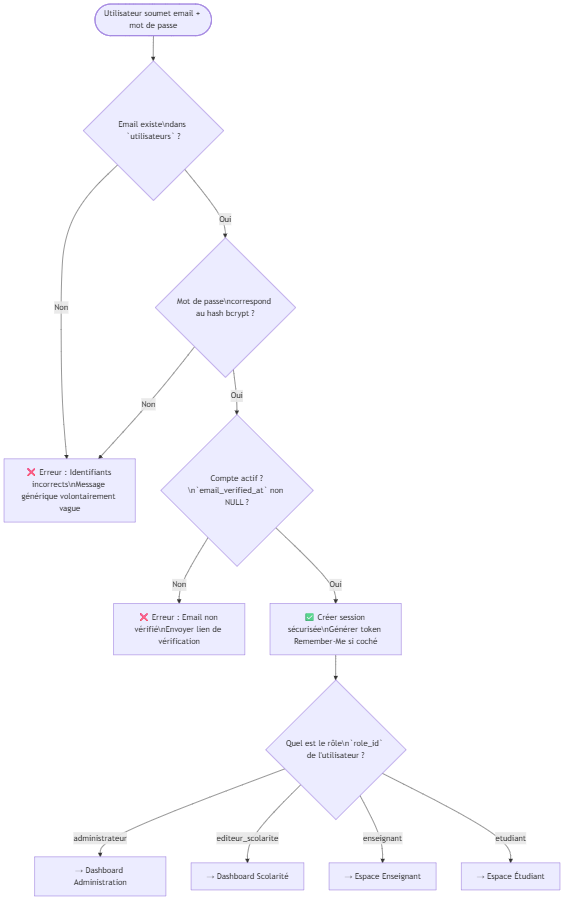 Utilisateur soumet email +
mot de passe
Email existe\ndans
`utilisateurs` ?
Oui
Non
Mot de passe\ncorrespond
au hash bcrypt ?
Non
Oui
❌ Erreur : Identifiants
incorrects\nMessage
générique volontairement
vague
Compte actif ?
\n`email_verified_at` non
NULL ?
Non
Oui
❌ Erreur : Email non
vérifié\nEnvoyer lien de
vérification
✅ Créer session
sécurisée\nGénérer token
Remember-Me si coché
Quel est le rôle\n`role_id`
de l'utilisateur ?
administrateur
editeur_scolarite
enseignant
etudiant
→ Dashboard
Administration
→ Dashboard Scolarité
→ Espace Enseignant
→ Espace Étudiant